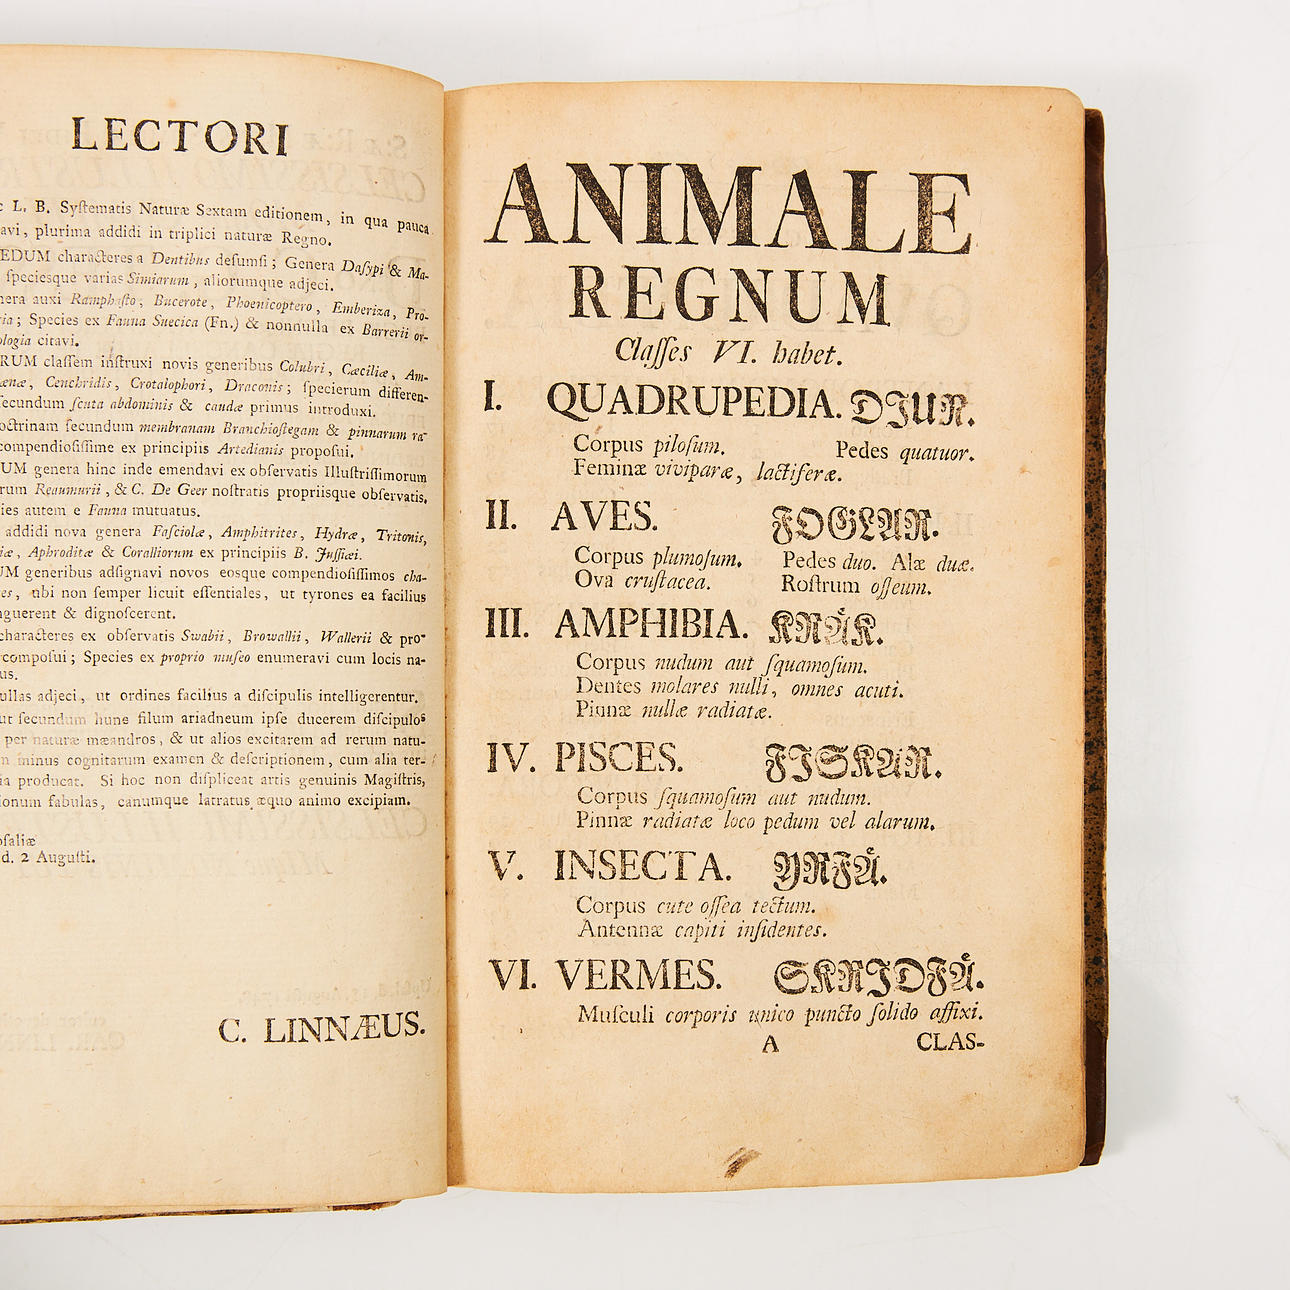 LECTORI
L. B. Syſtematis Naturæ Sextam editionem, in qua pauca
avi, plurima addidi in triplici naturæ Regno.
EDUM characteres a Dentibus deſumſi; Genera Daſypi & Ma-
ſpeciesque varias Simiarum, aliorumque adjeci.
nera auxi Ramphaſto, Bucerote, Phoenicoptero, Emberiza, Pro-
ria; Species ex Fauna Suecica (Fn.) & nonnulla ex Barrerii or-
ologia citavi.
RUM claſſem inſtruxi novis generibus Colubri, Cæciliæ, Am-
ænæ, Cenchridis, Crotalophori, Draconis; ſpecierum differen-
ſecundum ſcuta abdominis & caudæ primus introduxi.
octrinam ſecundum membranam Branchioſtegam & pinnarum ra-
compendioſiſſime ex principiis Artedianis propoſui.
UM genera hinc inde emendavi ex obſervatis Illuſtriſſimorum
rum Reaumurii, & C. De Geer noſtratis propriisque obſervatis,
ies autem e Fauna mutuatus.
addidi nova genera Faſciolæ, Amphitrites, Hydræ, Tritonis,
iæ, Aphroditæ & Coralliorum ex principiis B. Juſſiæi.
UM generibus adſignavi novos eosque compendioſiſſimos cha-
es, ubi non ſemper licuit eſſentiales, ut tyrones ea facilius
nguerent & dignoſcerent.
characteres ex obſervatis Swabii, Browallii, Wallerii & pro-
compoſui; Species ex proprio muſeo enumeravi cum locis na-
us.
ullas adjeci, ut ordines facilius a diſcipulis intelligerentur.
ut ſecundum hunc filum ariadneum ipſe ducerem diſcipulos
per naturæ mæandros, & ut alios excitarem ad rerum natu-
minus cognitarum examen & deſcriptionem, cum alia ter-
ia producat. Si hoc non diſpliceat artis genuinis Magiſtris,
ionum fabulas, canumque latratus æquo animo excipiam.
oſaliæ
d. 2 Auguſti.
C. LINNÆUS.
ANIMALE
REGNUM
Claſſes VI. habet.
I. QUADRUPEDIA. DJUR.
Corpus piloſum. Pedes quatuor.
Feminæ viviparæ, lactiferæ.
II. AVES. FOGLAR.
Corpus plumoſum. Pedes duo. Alæ duæ.
Ova cruſtacea. Roſtrum oſſeum.
III. AMPHIBIA. KRÅK.
Corpus nudum aut ſquamoſum.
Dentes molares nulli, omnes acuti.
Pinnæ nullæ radiatæ.
IV. PISCES. FISKAR.
Corpus ſquamoſum aut nudum.
Pinnæ radiatæ loco pedum vel alarum.
V. INSECTA. YRFÄ.
Corpus cute oſſea tectum.
Antennæ capiti inſidentes.
VI. VERMES. SKRIDFÄ.
Muſculi corporis unico puncto ſolido affixi.
A CLAS-